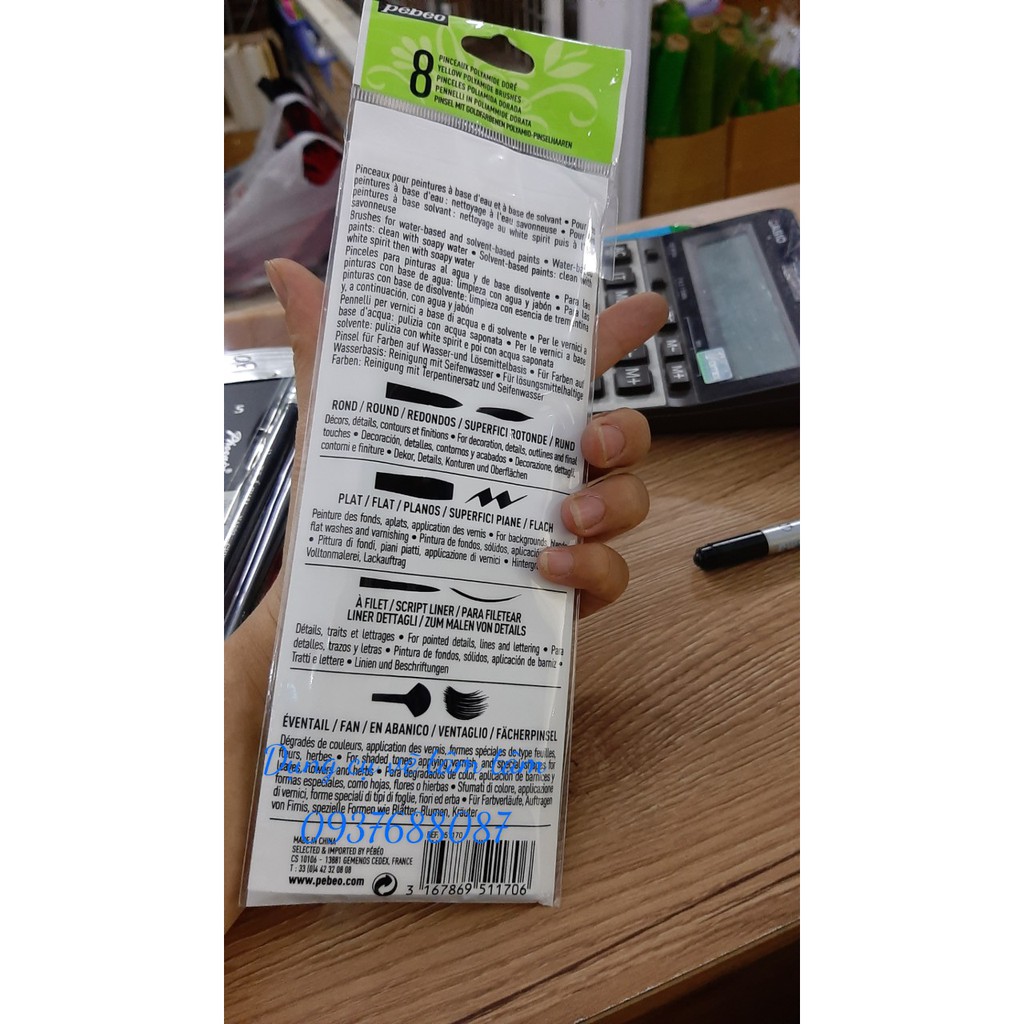 pebeo
8
PINCEAUX POLYAMIDE DORÉ
YELLOW POLYAMIDE BRUSHES
PINCELES POLIAMIDA DORADA
PENNELLI IN POLIAMMIDE DORATA
PINSEL MIT GOLDFARBENEN POLYAMID-PINSELHAAREN
Pinceaux pour peintures à base d'eau et à base de solvant • Pour
peintures à base d'eau : nettoyage à l'eau savonneuse • Pour
peintures à base solvant : nettoyage au white spirit puis à l'
savonneuse
Brushes for water-based and solvent-based paints • Water-based
paints: clean with soapy water • Solvent-based paints: clean with
white spirit then with soapy water
Pinceles para pinturas al agua y de base disolvente • Para las
pinturas con base de agua: limpieza con agua y jabón • Para las
pinturas con base de disolvente: limpieza con esencia de trementina
y, a continuación, con agua y jabón
Pennelli per vernici a base di acqua e di solvente • Per le vernici a
base d'acqua: pulizia con acqua saponata • Per le vernici a base
solvente: pulizia con white spirit e poi con acqua saponata
Pinsel für Farben auf Wasser-und Lösemittelbasis • Für Farben auf
Wasserbasis: Reinigung mit Seifenwasser • Für lösungsmittelhaltige
Farben: Reinigung mit Terpentinersatz und Seifenwasser
ROND / ROUND / REDONDOS / SUPERFICI ROTONDE / RUND
Décors, détails, contours et finitions • For decoration, details, outlines and final
touches • Decoración, detalles, contornos y acabados • Decorazione, dettagli,
contorni e finiture • Dekor, Details, Konturen und Oberflächen
PLAT / FLAT / PLANOS / SUPERFICI PIANE / FLACH
Peinture des fonds, aplats, application des vernis • For backgrounds,
flat washes and varnishing • Pintura de fondos, sólidos, aplicació
• Pittura di fondi, piani piatti, applicazione di vernici • Hintergr
Volltonmalerei, Lackauftrag
À FILET / SCRIPT LINER / PARA FILETEAR
LINER DETTAGLI / ZUM MALEN VON DETAILS
Détails, traits et lettrages • For pointed details, lines and lettering • Para
detalles, trazos y letras • Pintura de fondos, sólidos, aplicación de barniz •
Tratti e lettere • Linien und Beschriftungen
ÉVENTAIL / FAN / EN ABANICO / VENTAGLIO / FÄCHERPINSEL
Dégradés de couleurs, application des vernis, formes spéciales de type feuilles,
fleurs, herbes • For shaded tones, applying varnish and special forms for
leaves, flowers and herbs • Para degradados de color, aplicación de barnices y
formas especiales, como hojas, flores o hierbas • Sfumati di colore, applicazione
di vernici, forme speciali di tipi di foglie, fiori ed erba • Für Farbverläufe, Auftragen
von Firnis, spezielle Formen wie Blätter, Blumen, Kräuter
0937688087
MADE IN CHINA
SELECTED & IMPORTED BY PÉBÉO
CS 10106 - 13881 GEMENOS CEDEX, FRANCE
T : 33 (0)4 42 32 08 08
www.pebeo.com
3 167869 511706
CASIO
M-
M+
M+
S